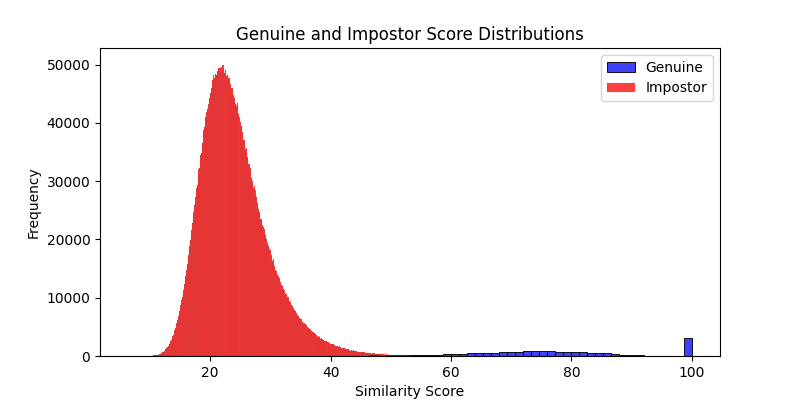 Genuine and Impostor Score Distributions
Genuine
Impostor
50000
40000
30000
20000
10000
0
Frequency
20
40
60
80
100
Similarity Score